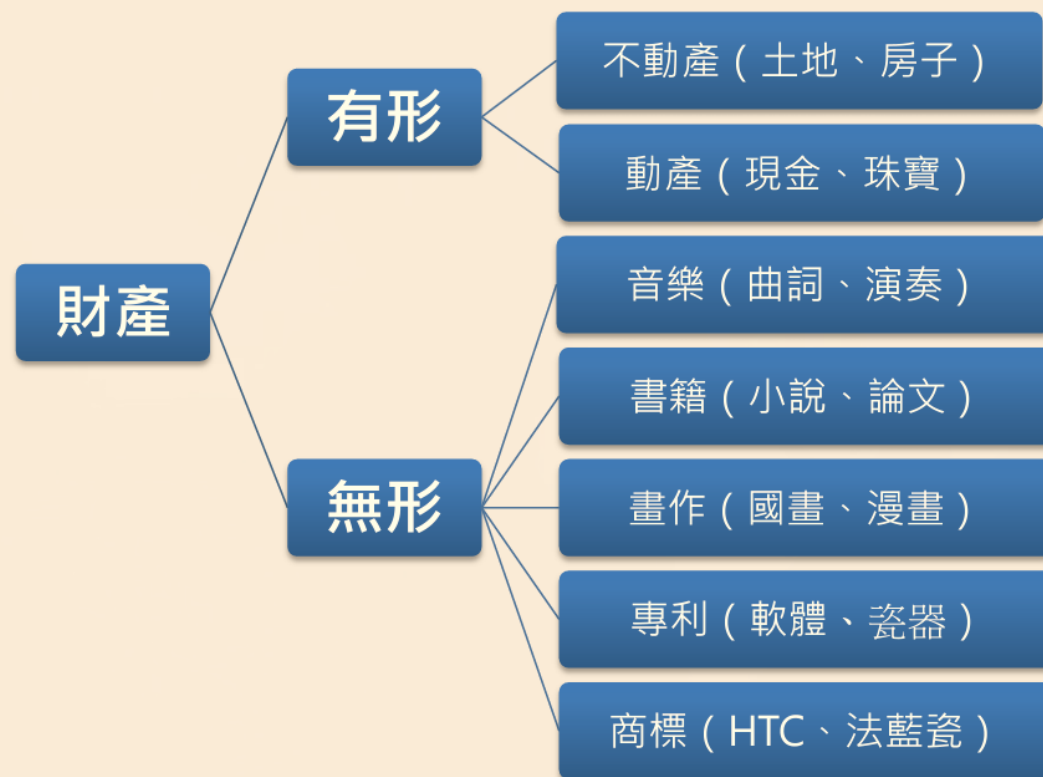 財產
有形
不動產（土地、房子）
動產（現金、珠寶）
無形
音樂（曲詞、演奏）
書籍（小說、論文）
畫作（國畫、漫畫）
專利（軟體、瓷器）
商標（HTC、法藍瓷）